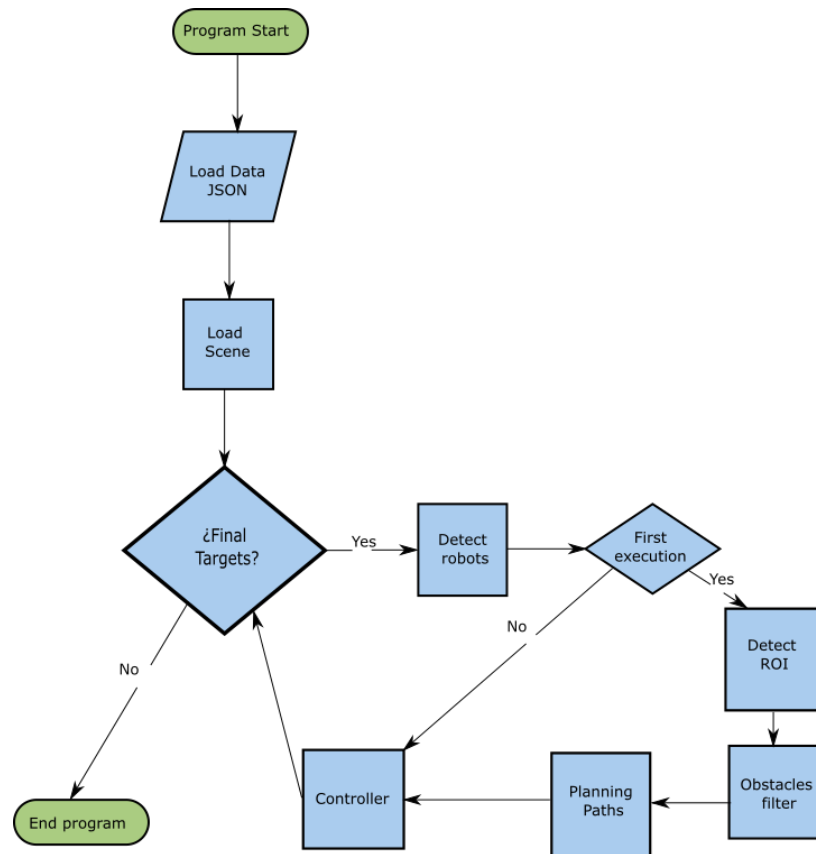 Program Start
Load Data
JSON
Load
Scene
¿Final
Targets?
Yes
Detect
robots
First
execution
Yes
No
Detect
ROI
No
Controller
Planning
Paths
Obstacles
filter
End program